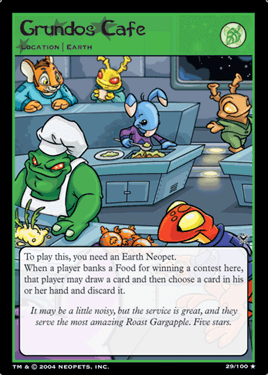 Grundos Cafe
Location | Earth
To play this, you need an Earth Neopet.
When a player banks a Food for winning a contest here,
that player may draw a card and then choose a card in his
or her hand and discard it.
It may be a little noisy, but the service is great, and they
serve the most amazing Roast Gargapple. Five stars.
TM & © 2004 NEOPETS, INC.
29/100 ★